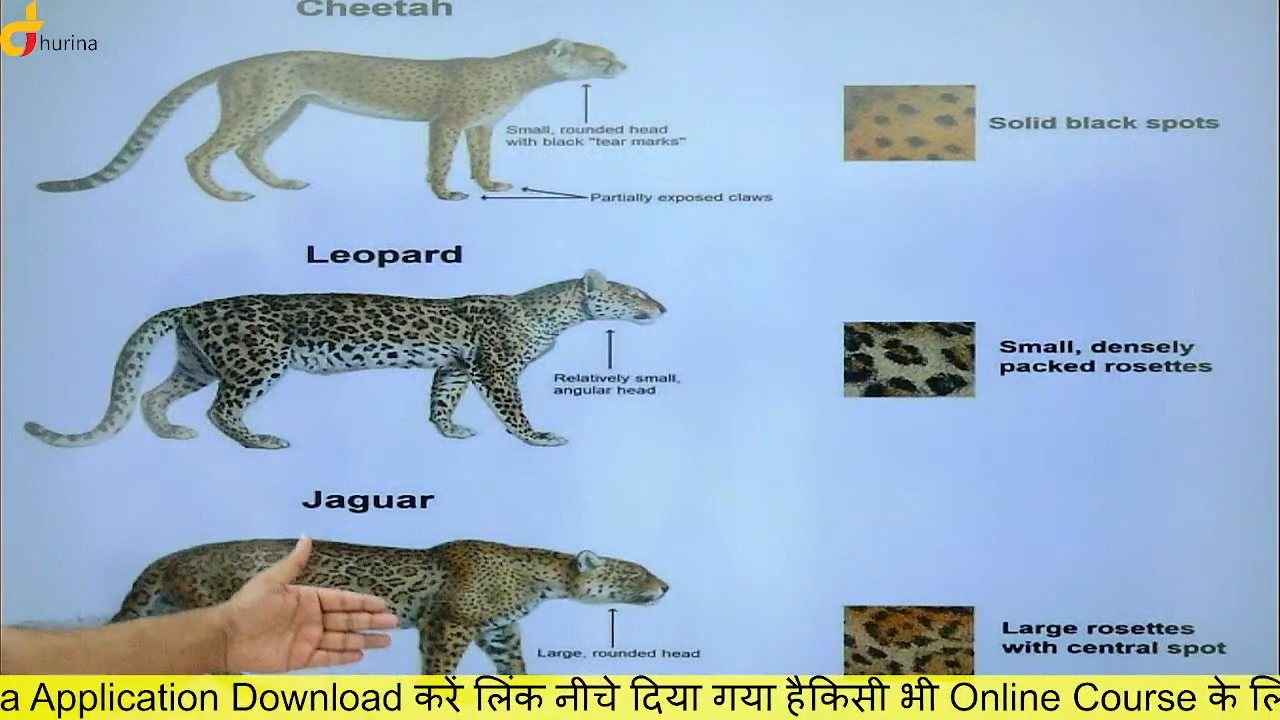 Cheetah
hurina
Small, rounded head
with black "tear marks"
Solid black spots
Partially exposed claws
Leopard
Relatively small,
angular head
Small, densely
packed rosettes
Jaguar
Large, rounded head
Large rosettes
with central spot
a Application Download करें लिंक नीचे दिया गया हैकिसी भी Online Course के लि